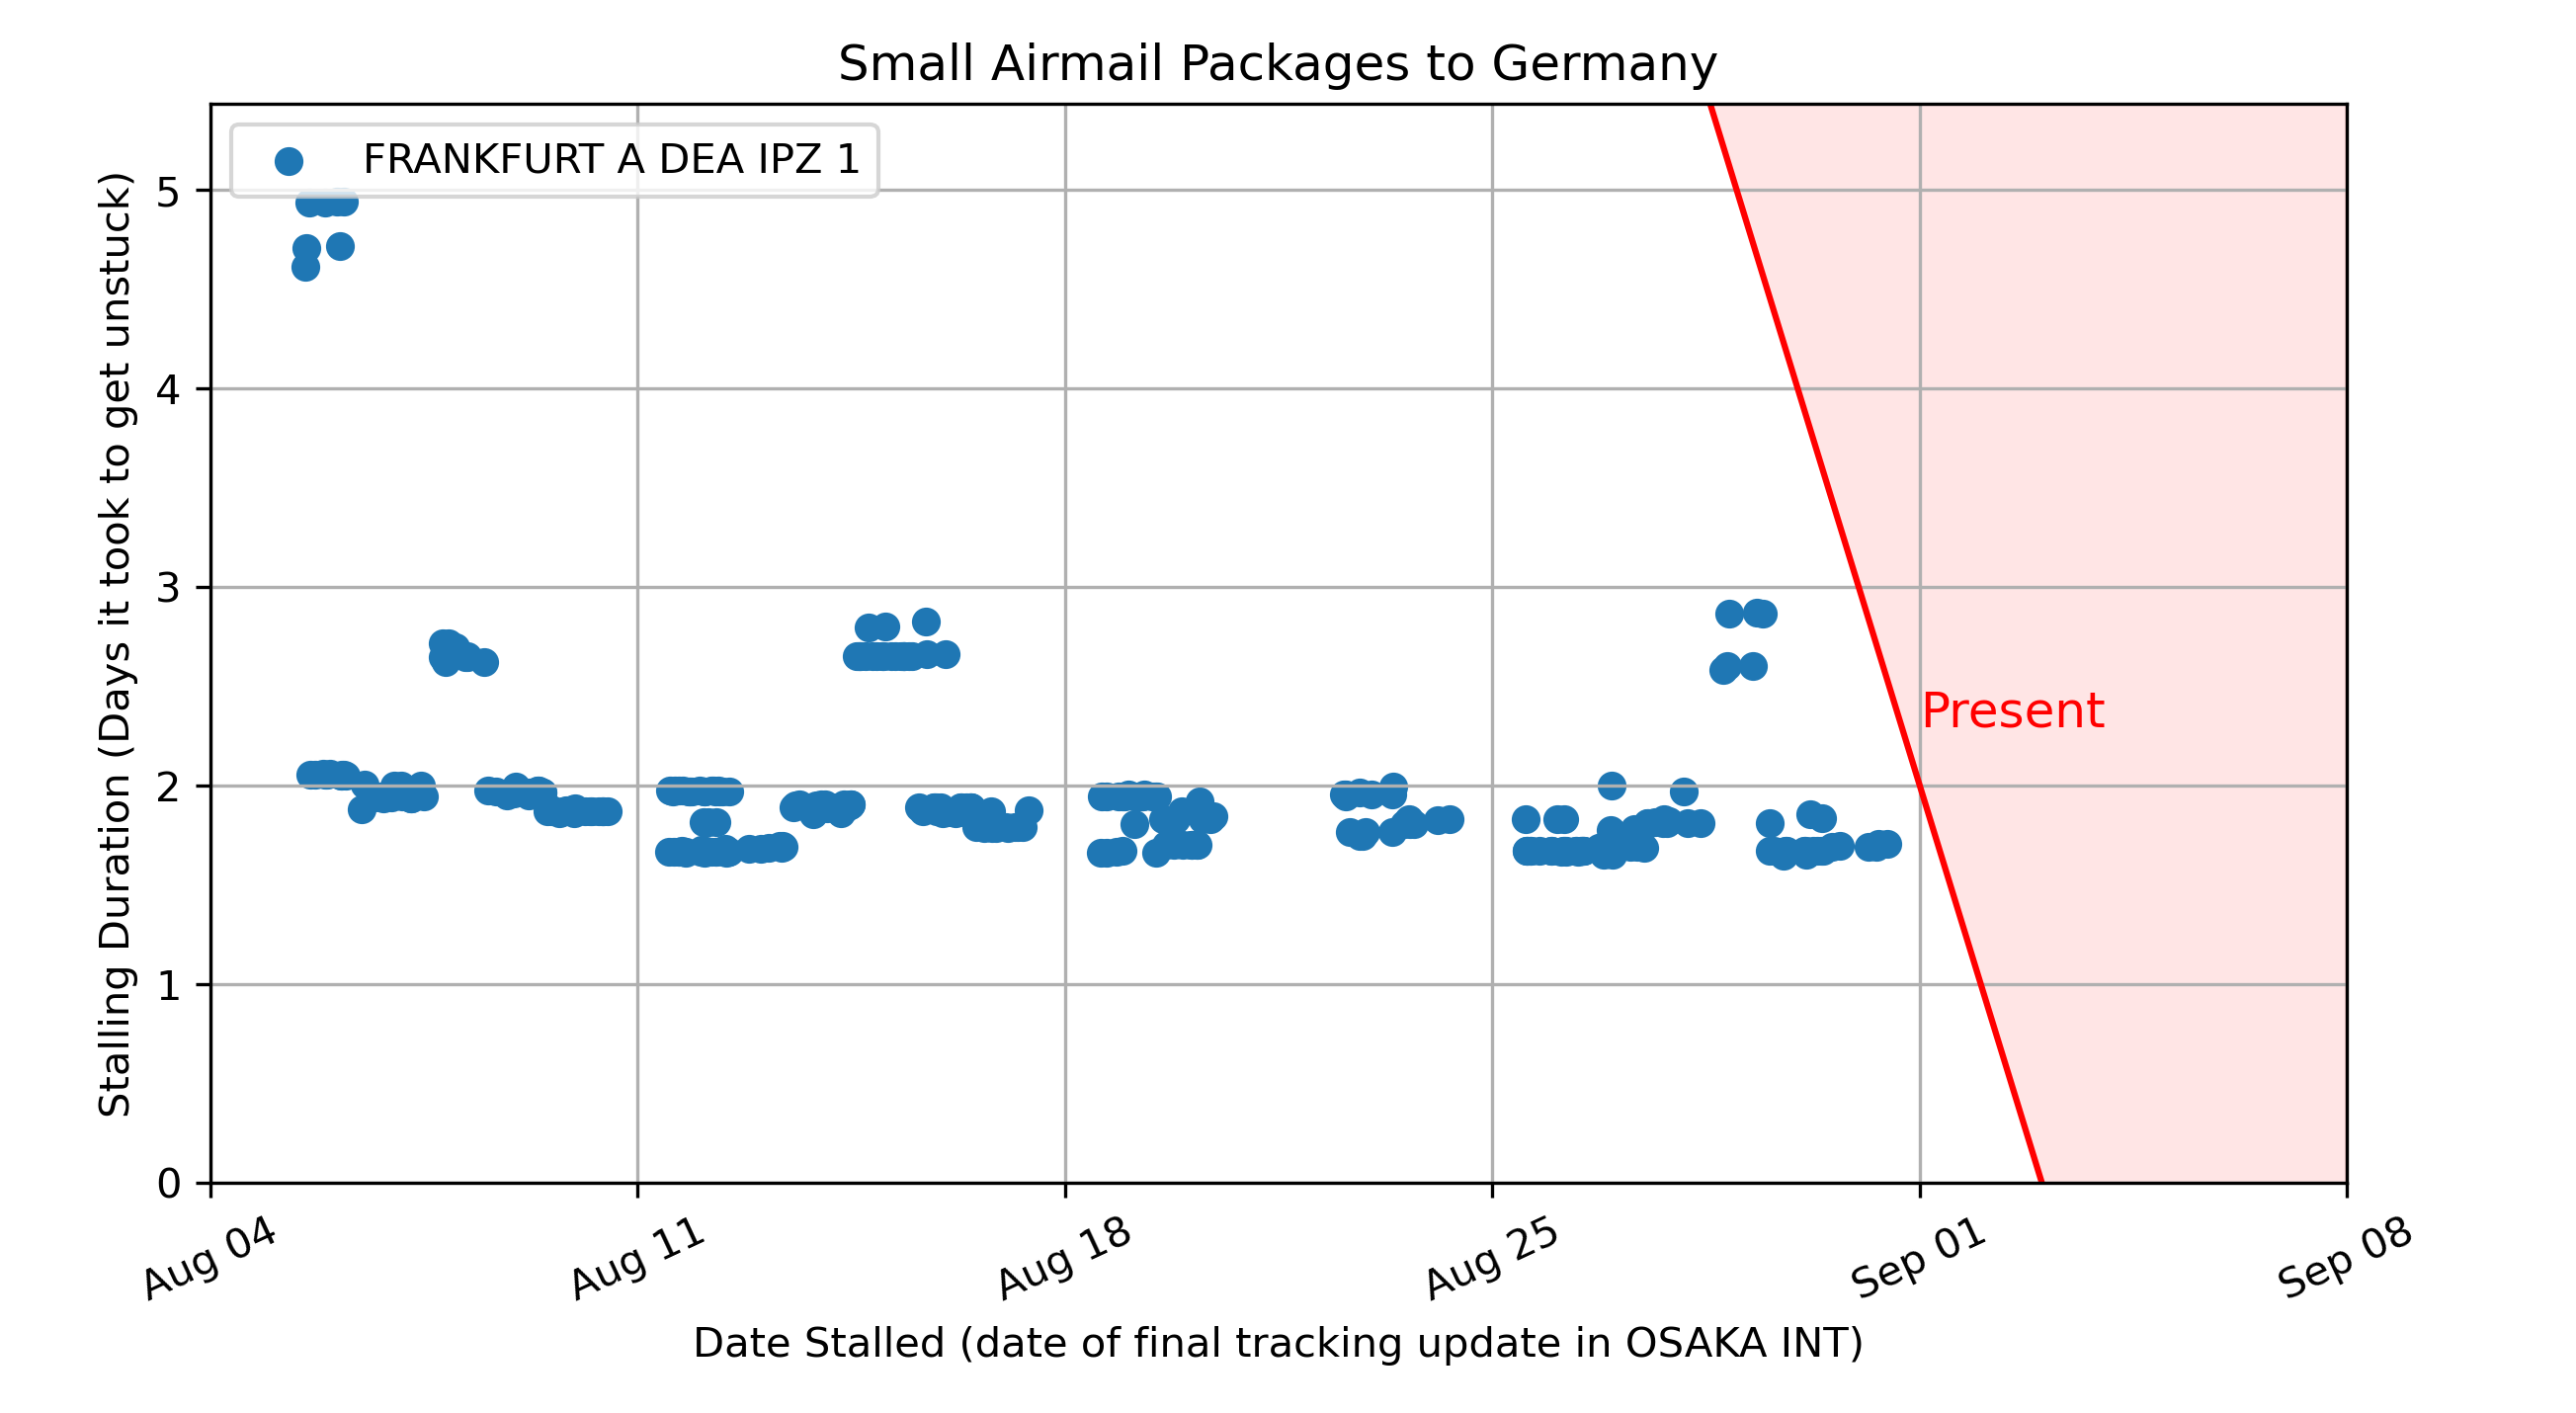 Small Airmail Packages to Germany
FRANKFURT A DEA IPZ 1
Stalling Duration (Days it took to get unstuck)
5
4
3
2
1
0
Present
Aug 04
Aug 11
Aug 18
Aug 25
Sep 01
Sep 08
Date Stalled (date of final tracking update in OSAKA INT)